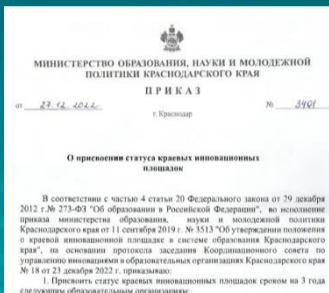 МИНИСТЕРСТВО ОБРАЗОВАНИЯ, НАУКИ И МОЛОДЕЖНОЙ
ПОЛИТИКИ КРАСНОДАРСКОГО КРАЯ
ПРИКАЗ
от 27.12.2022 № 3401
г. Краснодар
О присвоении статуса краевых инновационных
площадок
В соответствии с частью 4 статьи 20 Федерального закона от 29 декабря
2012 г.№ 273-ФЗ "Об образовании в Российской Федерации", во исполнение
приказа министерства образования, науки и молодежной политики
Краснодарского края от 11 сентября 2019 г. № 3513 "Об утверждении положения
о краевой инновационной площадке в системе образования Краснодарского
края", на основании протокола заседания Координационного совета по
управлению инновациями в образовательных организациях Краснодарского края
№ 18 от 23 декабря 2022 г. приказываю:
1. Присвоить статус краевых инновационных площадок сроком на 3 года
следующим образовательным организациям: